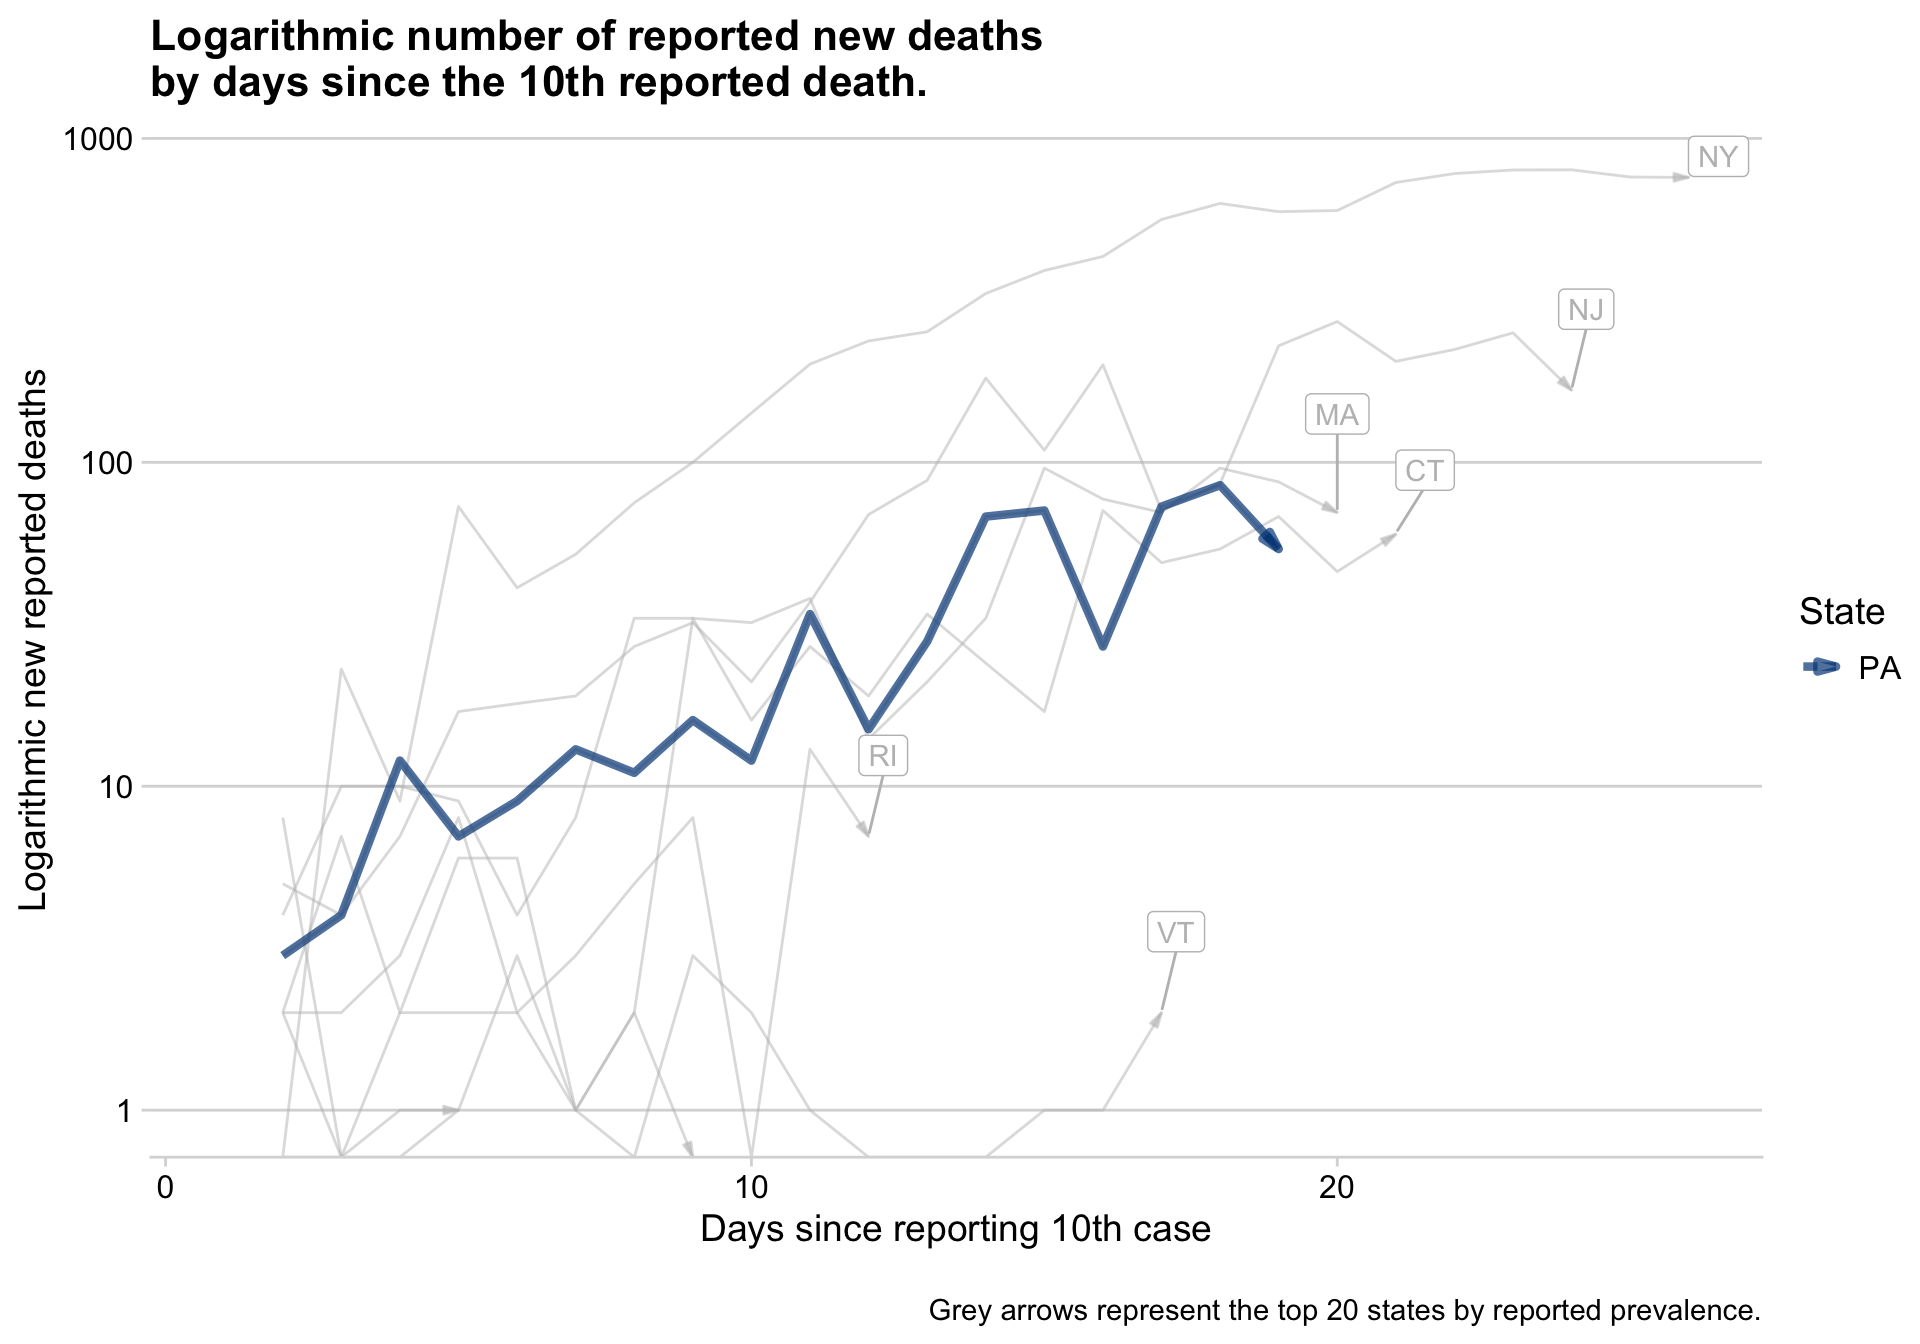 Logarithmic number of reported new deaths
by days since the 10th reported death.
1000
NY
NJ
MA
100
CT
Logarithmic new reported deaths
State
PA
RI
10
VT
1
0
10
20
Days since reporting 10th case
Grey arrows represent the top 20 states by reported prevalence.